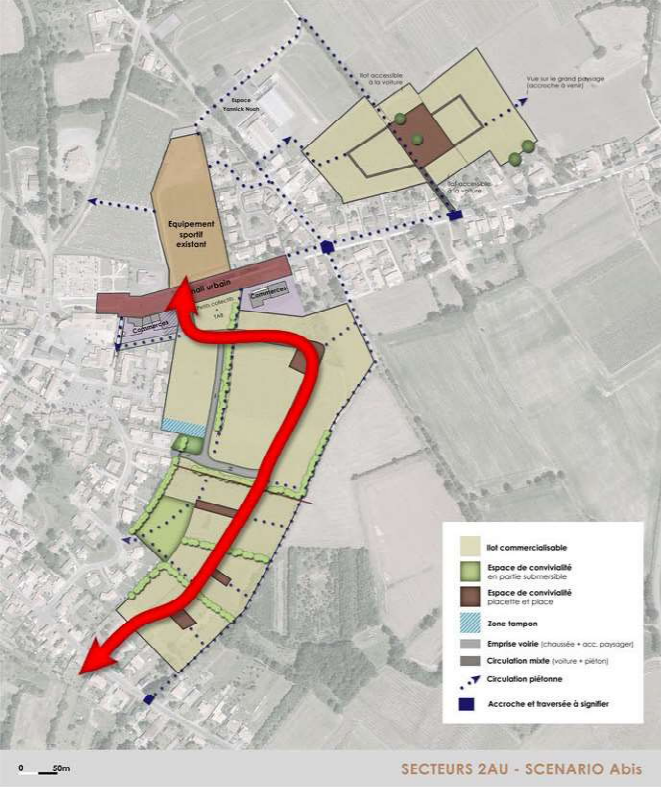 Ilot accessible
à la voiture
Vue sur le grand paysage
(accroche à venir)
Espace
Yannick Noah
Ilot accessible
à la voiture
Equipement
sportif
existant
mail urbain
Petits collectifs
+
TAB
Commerces
Commerces
Ilot commercialisable
Espace de convivialité
en partie submersible
Espace de convivialité
placette et place
Zone tampon
Emprise voirie (chaussée + acc. paysager)
Circulation mixte (voiture + piéton)
Circulation piétonne
Accroche et traversée à signifier
0 50m
SECTEURS 2AU - SCENARIO Abis